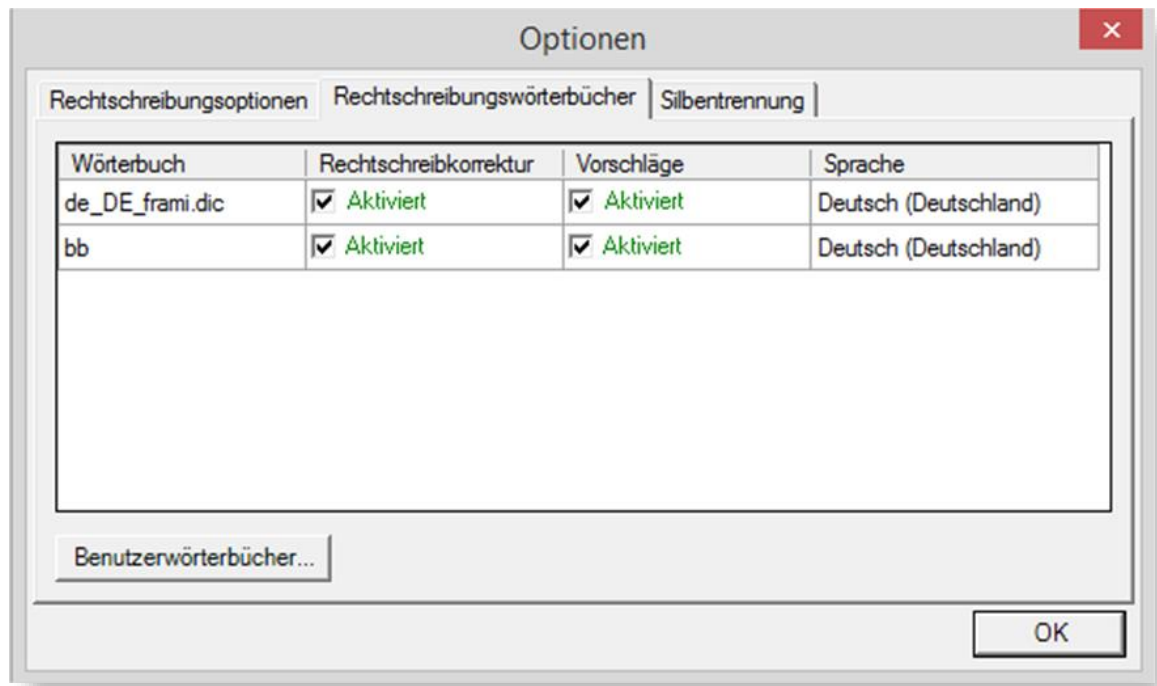 Optionen
Rechtschreibungsoptionen Rechtschreibungswörterbücher Silbentrennung
Wörterbuch Rechtschreibkorrektur Vorschläge Sprache
de_DE_frami.dic Aktiviert Aktiviert Deutsch (Deutschland)
bb Aktiviert Aktiviert Deutsch (Deutschland)
Benutzerwörterbücher...
OK